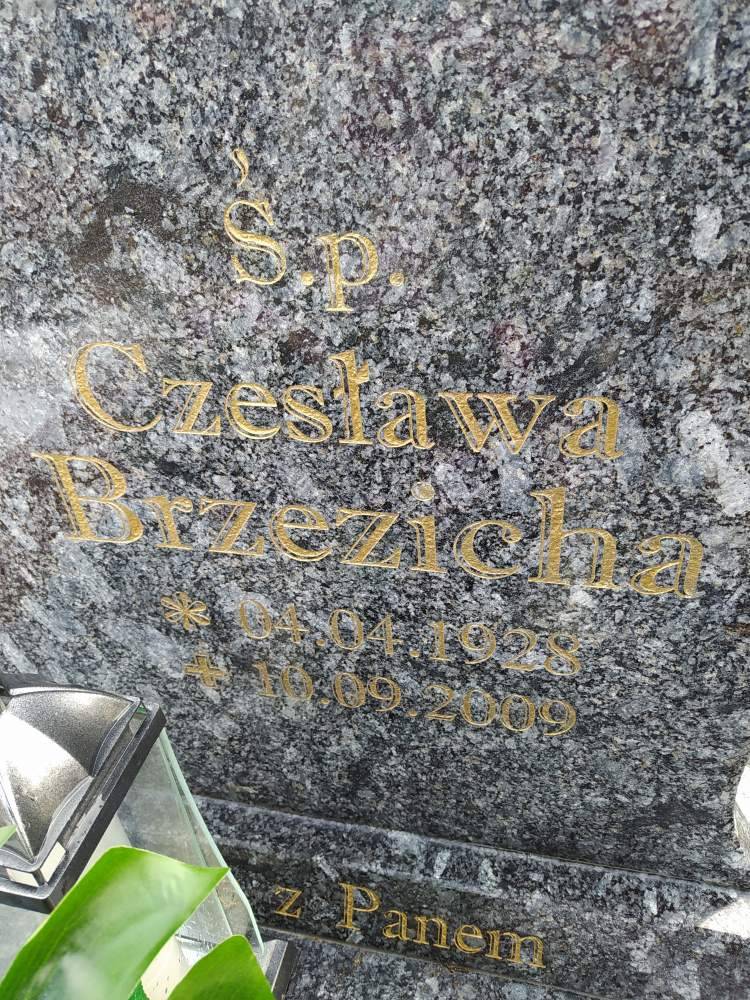 Ś.p.
Czesława
Brzezicha
* 04.04.1928
+ 10.09.2009
z Panem